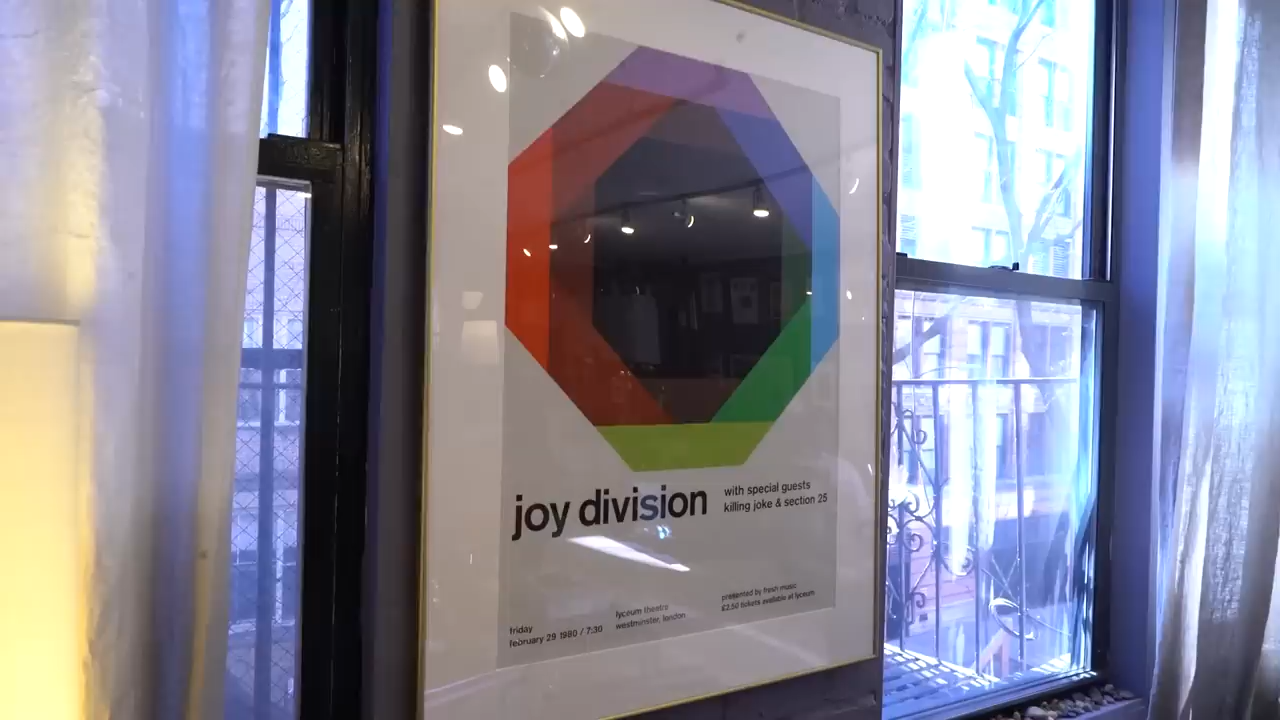 joy division
with special guests
killing joke & section 25
friday
february 29 1980 / 7:30
lyceum theatre
westminster, london
presented by fresh music
£2.50 tickets available at lyceum